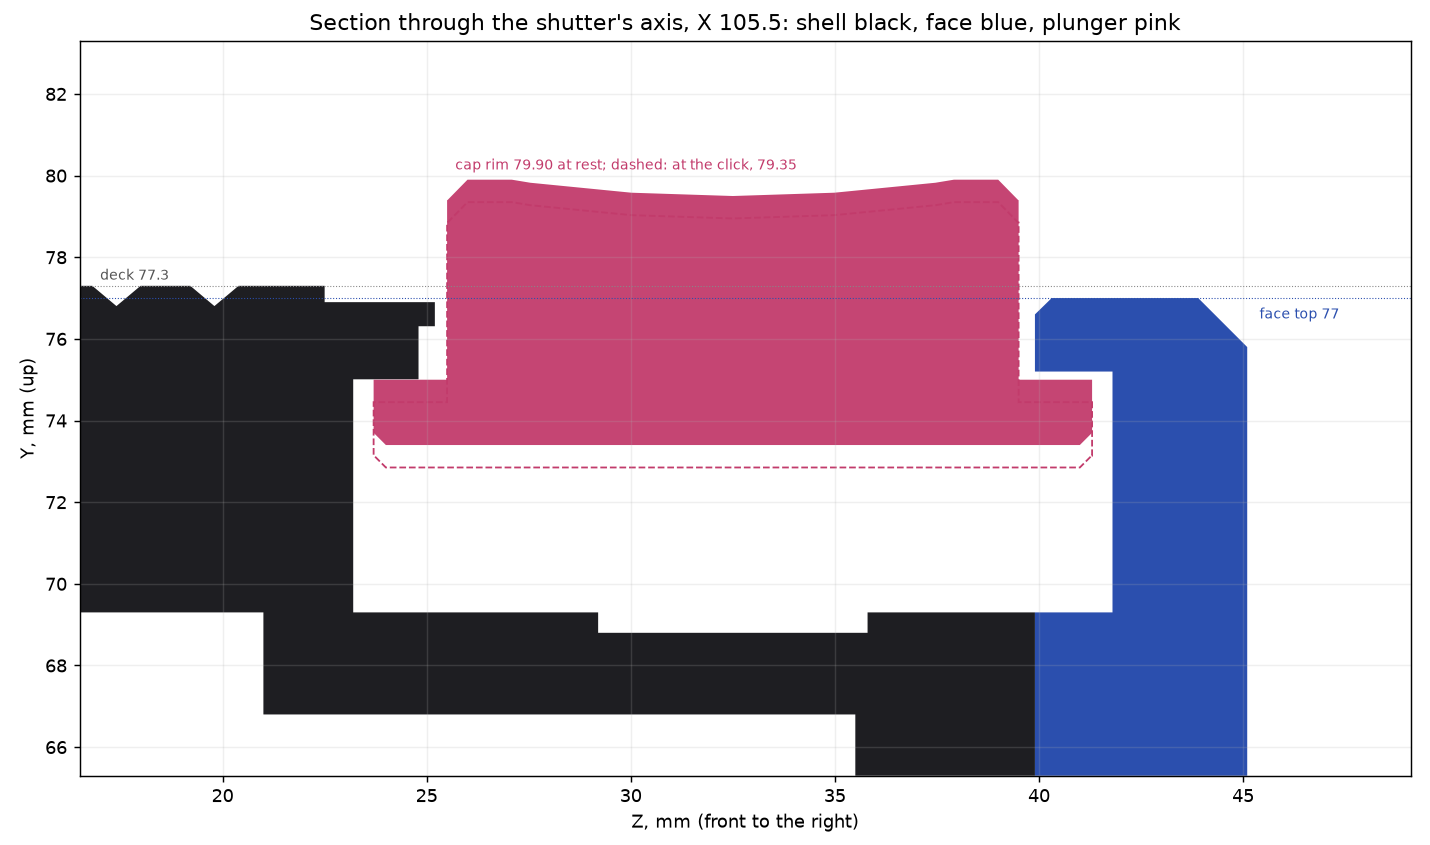 Section through the shutter's axis, X 105.5: shell black, face blue, plunger pink
cap rim 79.90 at rest; dashed: at the click, 79.35
deck 77.3
face top 77
82
80
78
76
74
72
70
68
66
Y, mm (up)
20
25
30
35
40
45
Z, mm (front to the right)